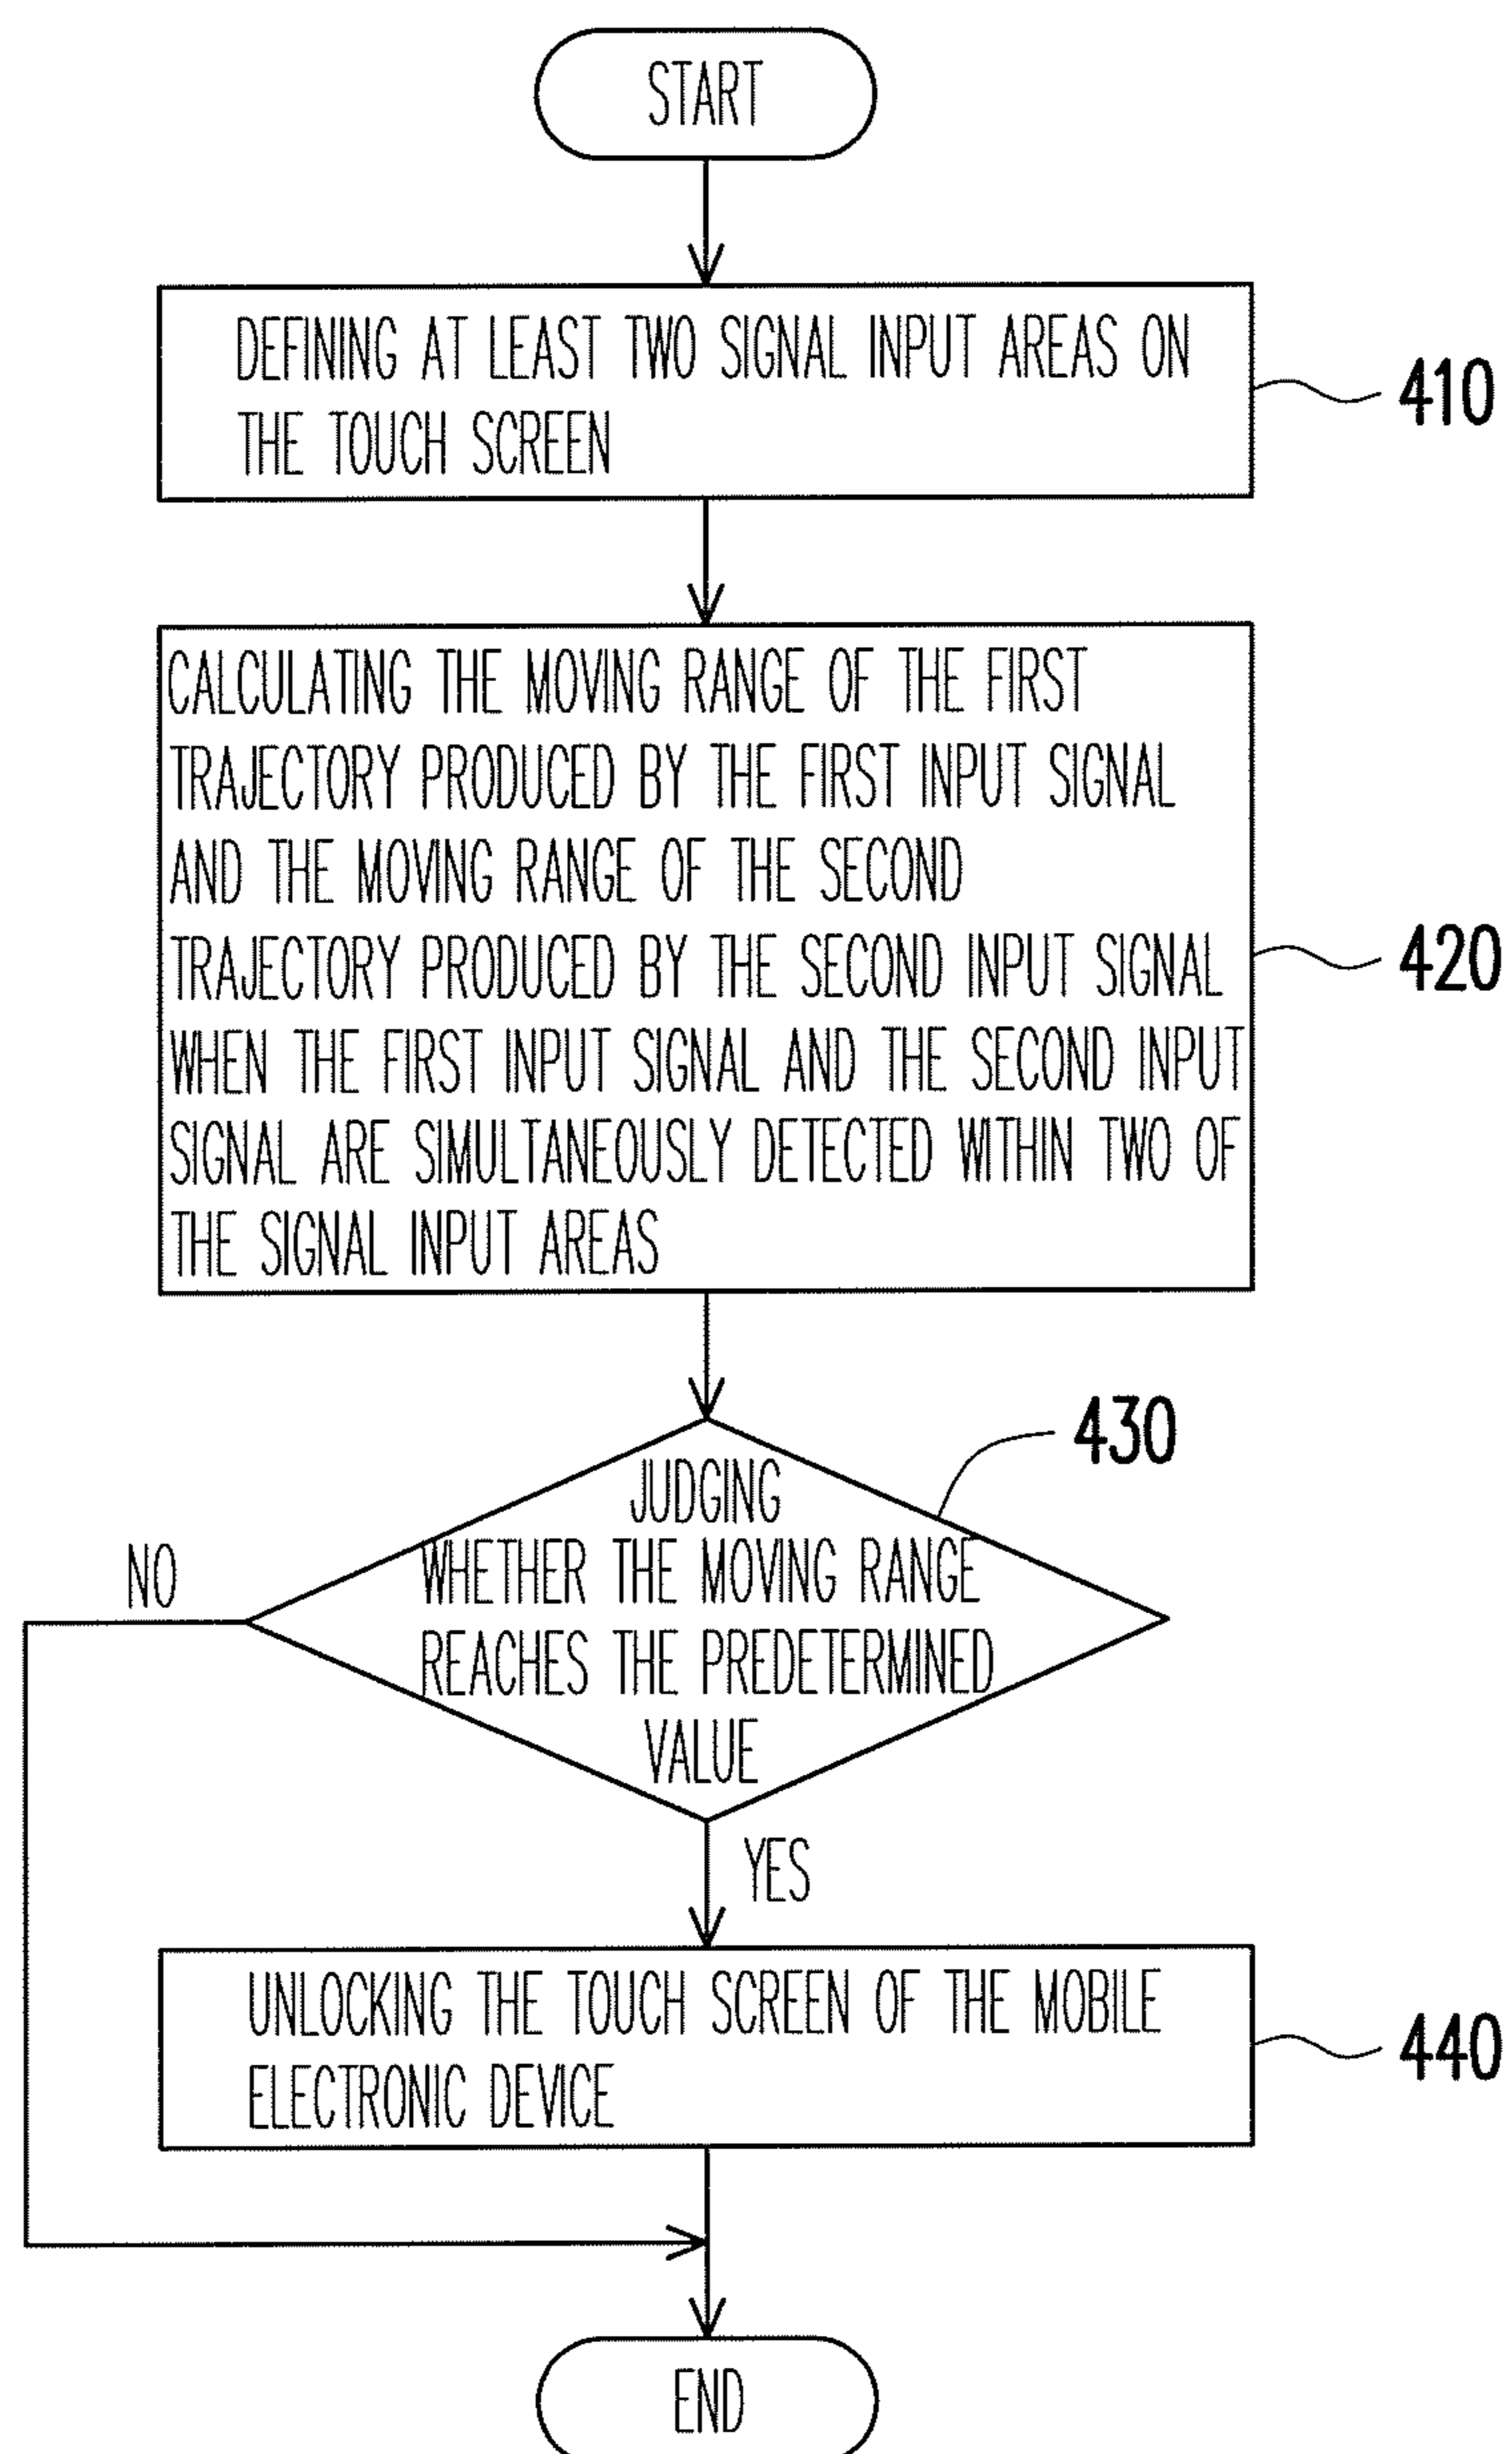 START
DEFINING AT LEAST TWO SIGNAL INPUT AREAS ON
THE TOUCH SCREEN
410
CALCULATING THE MOVING RANGE OF THE FIRST
TRAJECTORY PRODUCED BY THE FIRST INPUT SIGNAL
AND THE MOVING RANGE OF THE SECOND
TRAJECTORY PRODUCED BY THE SECOND INPUT SIGNAL
WHEN THE FIRST INPUT SIGNAL AND THE SECOND INPUT
SIGNAL ARE SIMULTANEOUSLY DETECTED WITHIN TWO OF
THE SIGNAL INPUT AREAS
420
430
JUDGING
WHETHER THE MOVING RANGE
REACHES THE PREDETERMINED
VALUE
NO
YES
UNLOCKING THE TOUCH SCREEN OF THE MOBILE
ELECTRONIC DEVICE
440
END